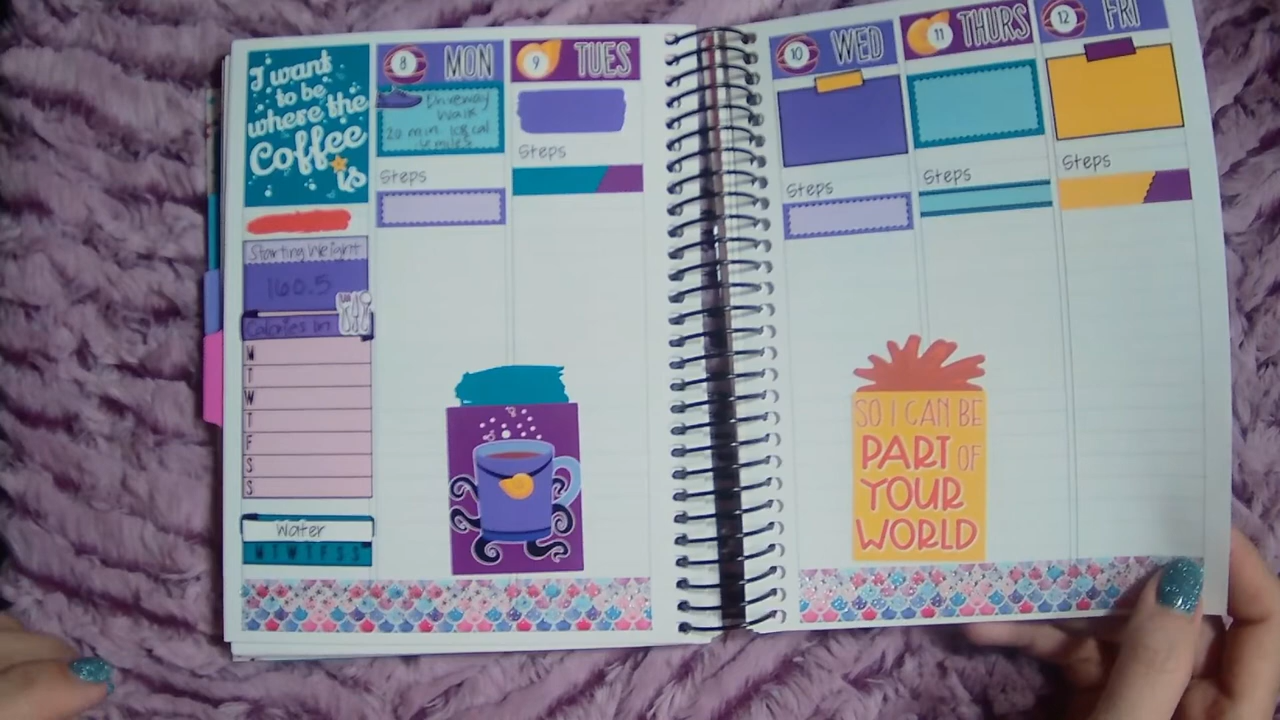 I want
to be
where the
Coffee
is
Starting Weight
160.5
Calories In
M
T
W
T
F
S
S
Water
M T W T F S S
8 MON
Driveway
Walk
20 min
Steps
9 TUES
Steps
10 WED
Steps
11 THURS
Steps
12 FRI
Steps
SO I CAN BE
PART OF
YOUR
WORLD